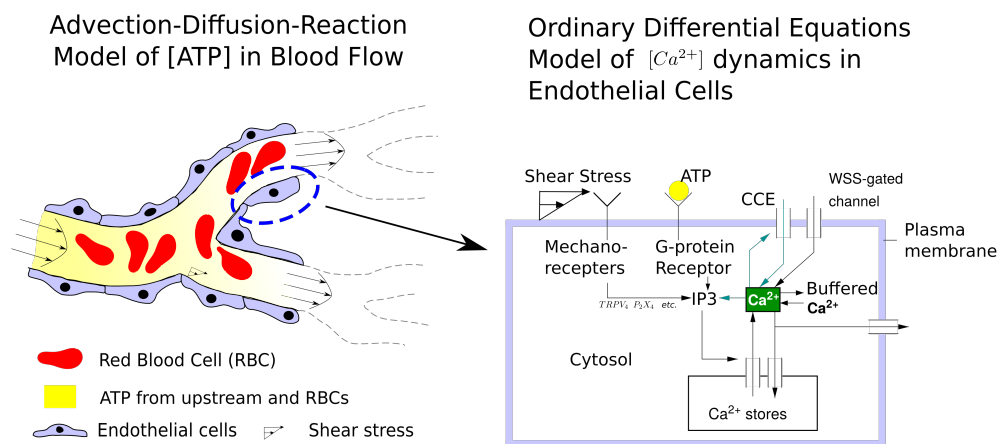 Advection-Diffusion-Reaction
Model of [ATP] in Blood Flow
Ordinary Differential Equations
Model of [Ca²⁺] dynamics in
Endothelial Cells
Shear Stress
ATP
CCE
WSS-gated
channel
Plasma
membrane
Mechano-
recepters
G-protein
Receptor
TRPV₄ P₂X₄ etc.
IP3
Ca²⁺
Buffered
Ca²⁺
Cytosol
Ca²⁺ stores
Red Blood Cell (RBC)
ATP from upstream and RBCs
Endothelial cells
Shear stress